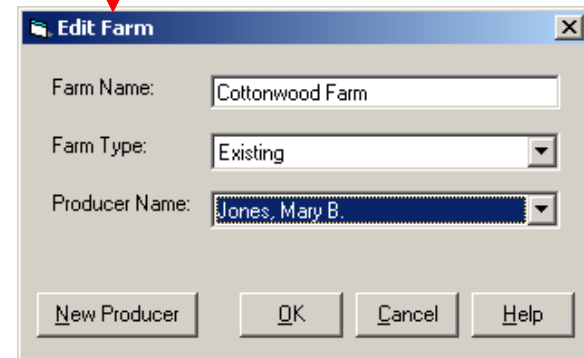 Edit Farm
Farm Name: Cottonwood Farm
Farm Type: Existing
Producer Name: Jones, Mary B.
New Producer OK Cancel Help